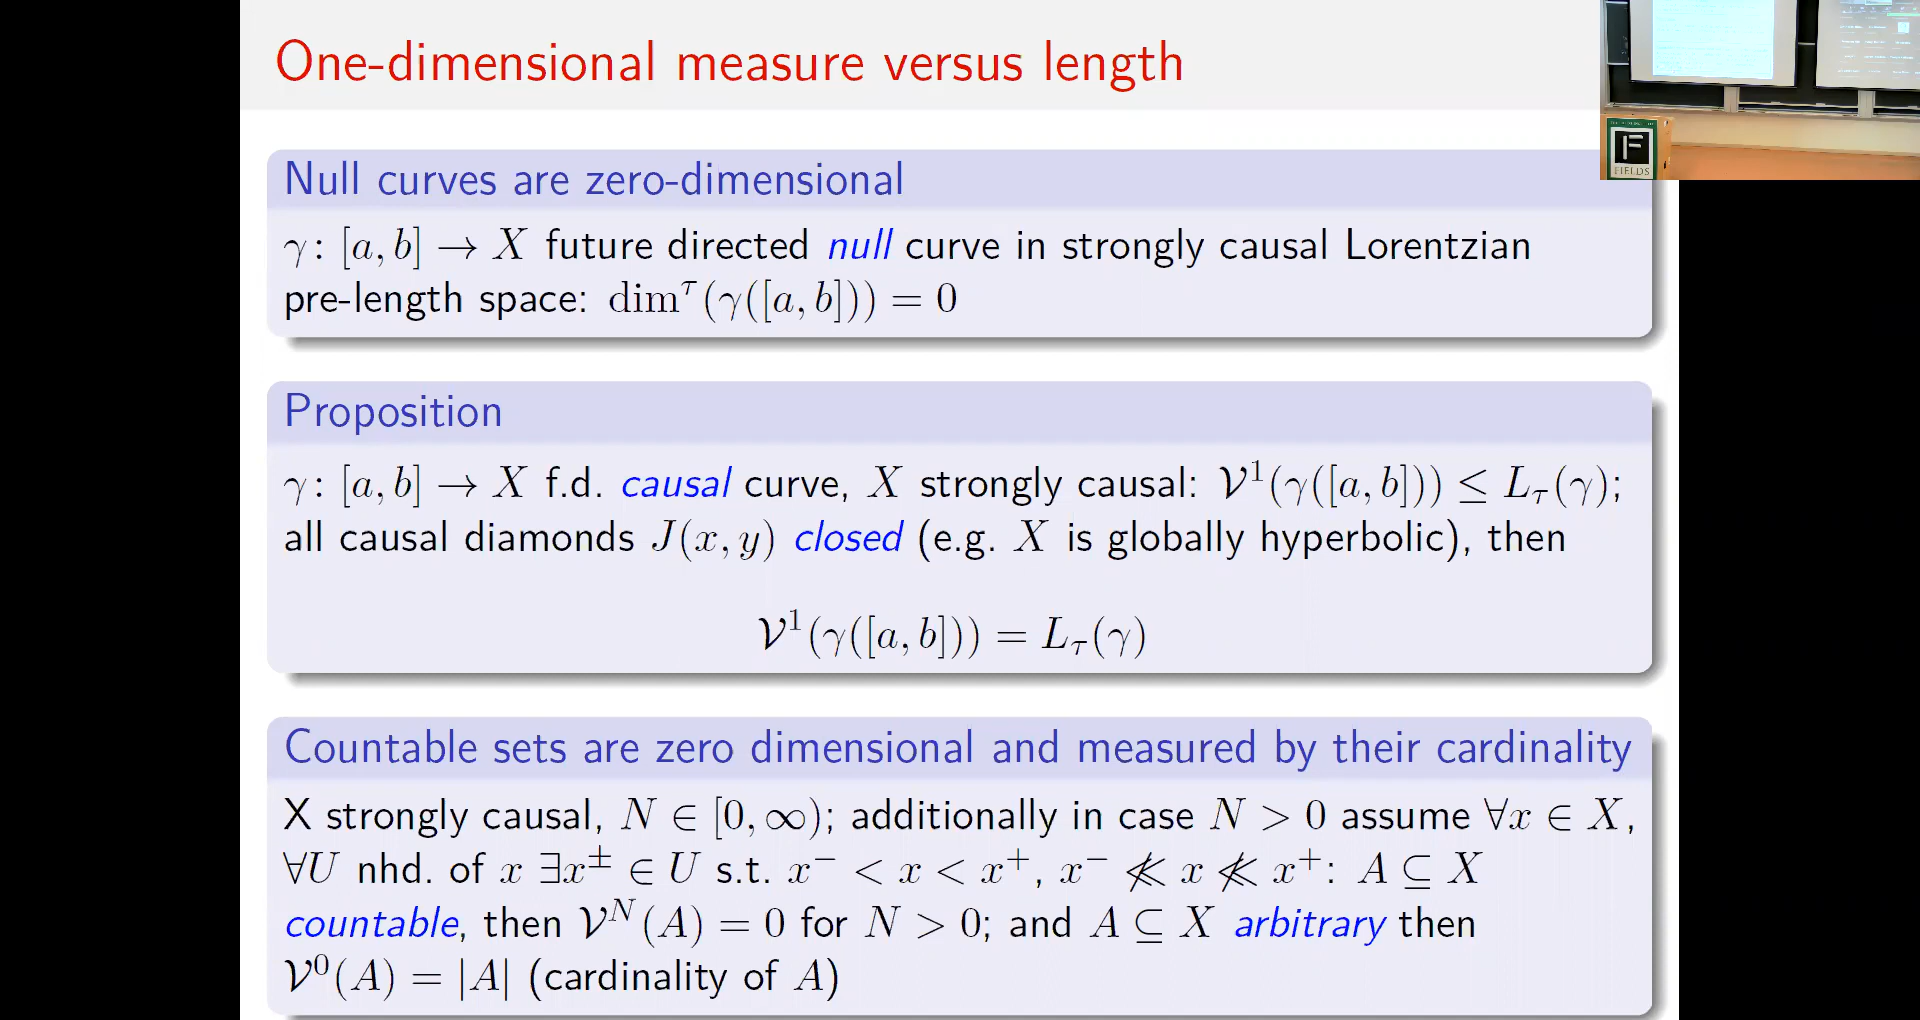 One-dimensional measure versus length
Null curves are zero-dimensional
γ: [a, b] → X future directed null curve in strongly causal Lorentzian
pre-length space: dim^τ(γ([a, b])) = 0
Proposition
γ: [a, b] → X f.d. causal curve, X strongly causal: 𝒱¹(γ([a, b])) ≤ L_τ(γ);
all causal diamonds J(x, y) closed (e.g. X is globally hyperbolic), then
𝒱¹(γ([a, b])) = L_τ(γ)
Countable sets are zero dimensional and measured by their cardinality
X strongly causal, N ∈ [0, ∞); additionally in case N > 0 assume ∀x ∈ X,
∀U nhd. of x ∃x^± ∈ U s.t. x⁻ < x < x⁺, x⁻ ≪̸ x ≪̸ x⁺: A ⊆ X
countable, then 𝒱^N(A) = 0 for N > 0; and A ⊆ X arbitrary then
𝒱⁰(A) = |A| (cardinality of A)
F
FIELDS